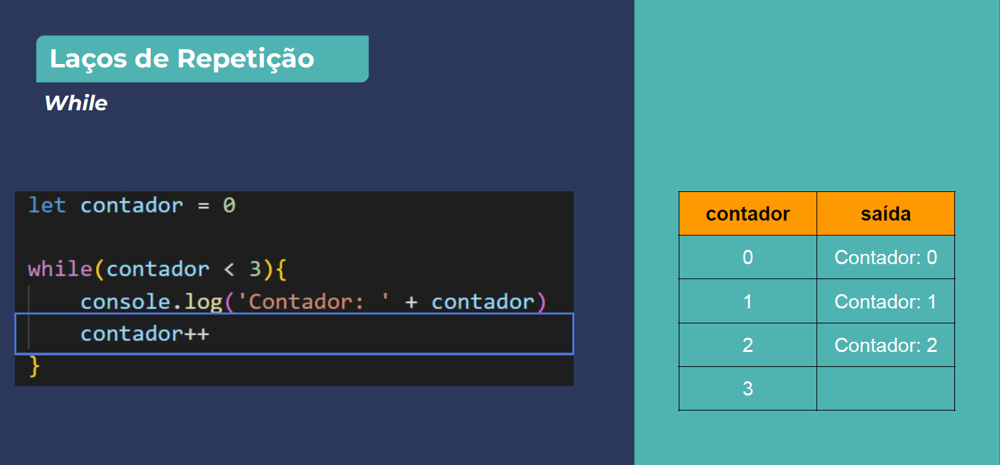 Laços de Repetição
While
let contador = 0
while(contador < 3){
console.log('Contador: ' + contador)
contador++
}
contador saída
0 Contador: 0
1 Contador: 1
2 Contador: 2
3